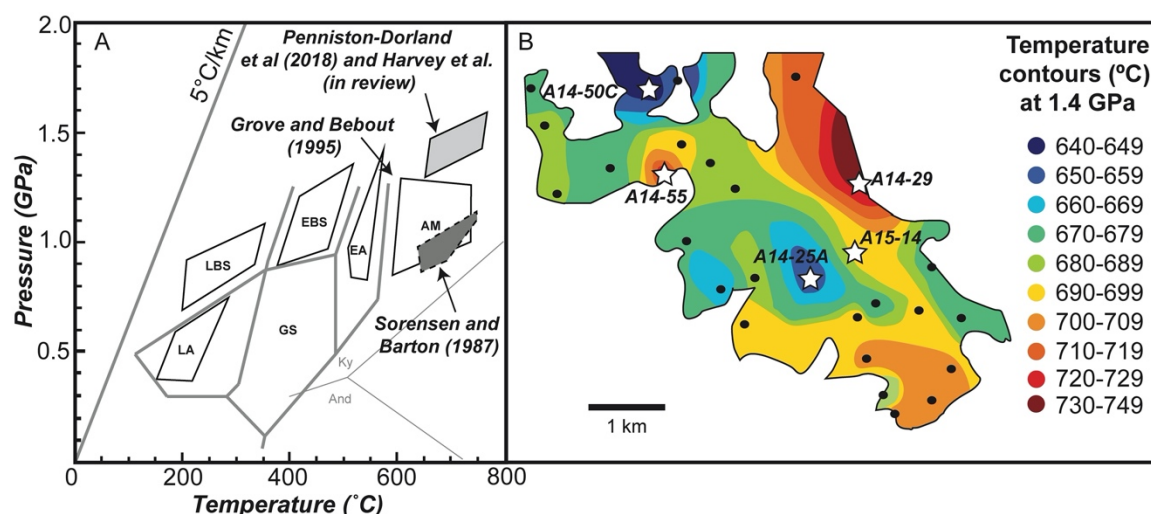 A
B
5°C/km
Penniston-Dorland
et al (2018) and Harvey et al.
(in review)
Grove and Bebout
(1995)
EBS
LBS
EA
AM
LA
GS
Ky
And
Sorensen and
Barton (1987)
2.0
1.5
1.0
0.5
Pressure (GPa)
0
200
400
600
800
Temperature (˚C)
A14-50C
A14-55
A14-29
A15-14
A14-25A
1 km
Temperature
contours (ºC)
at 1.4 GPa
640-649
650-659
660-669
670-679
680-689
690-699
700-709
710-719
720-729
730-749